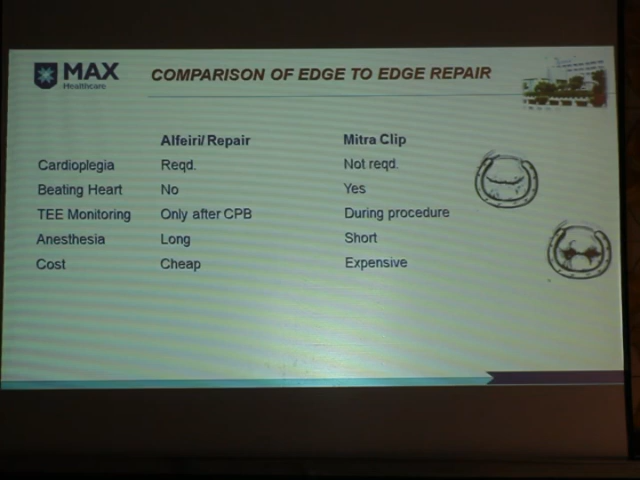 MAX
Healthcare
COMPARISON OF EDGE TO EDGE REPAIR
Alfeiri/ Repair Mitra Clip
Cardioplegia Reqd. Not reqd.
Beating Heart No Yes
TEE Monitoring Only after CPB During procedure
Anesthesia Long Short
Cost Cheap Expensive